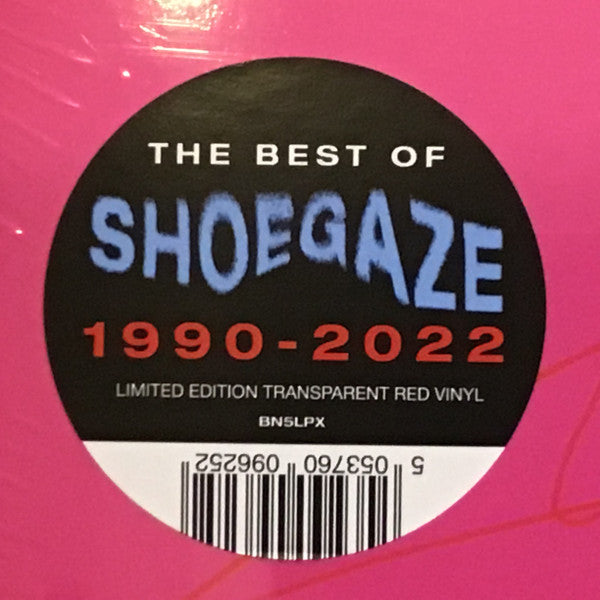 THE BEST OF
SHOEGAZE
1990-2022
LIMITED EDITION TRANSPARENT RED VINYL
BN5LPX
5 053760 096252